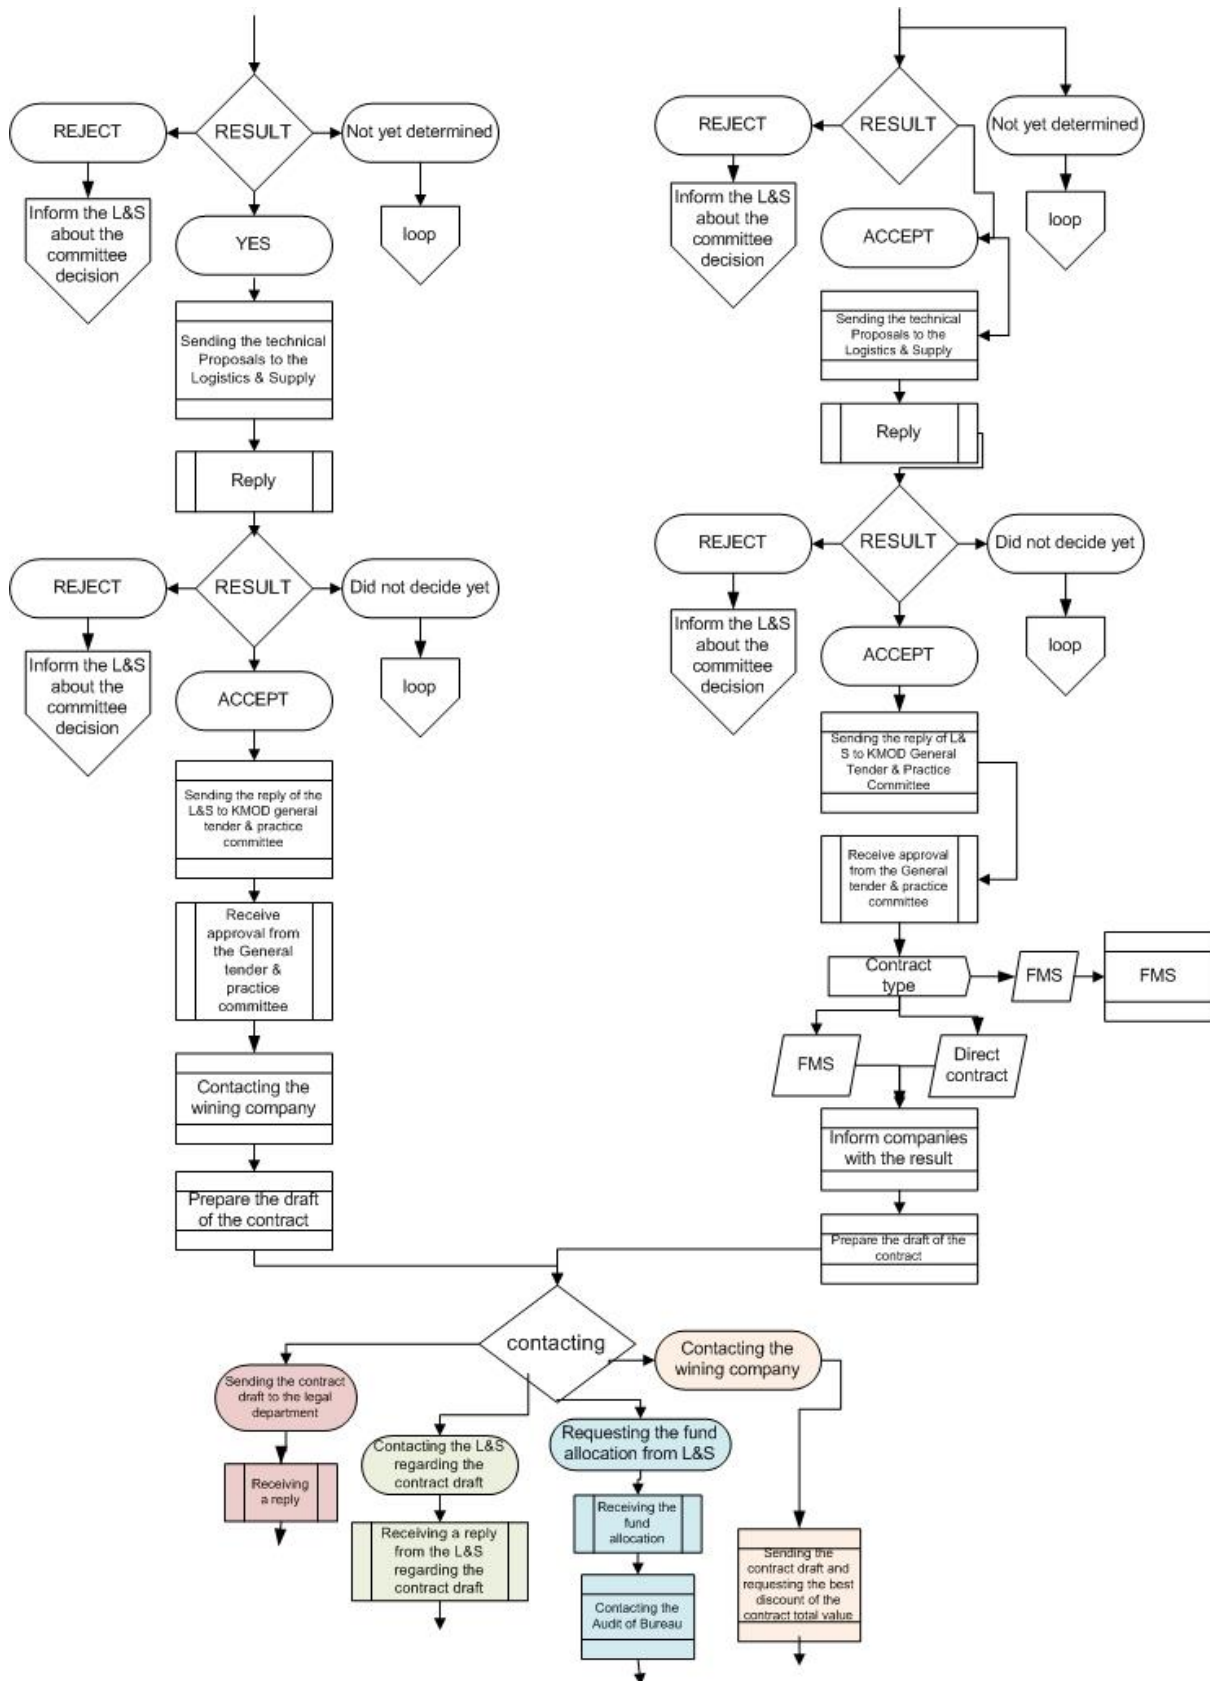 REJECT
RESULT
Not yet determined
Inform the L&S
about the
committee
decision
YES
loop
Sending the technical
Proposals to the
Logistics & Supply
Reply
REJECT
RESULT
Did not decide yet
Inform the L&S
about the
committee
decision
ACCEPT
loop
Sending the reply of the
L&S to KMOD general
tender & practice
committee
Receive
approval from
the General
tender &
practice
committee
Contacting the
wining company
Prepare the draft
of the contract
REJECT
RESULT
Not yet determined
Inform the L&S
about the
committee
decision
ACCEPT
loop
Sending the technical
Proposals to the
Logistics & Supply
Reply
REJECT
RESULT
Did not decide yet
Inform the L&S
about the
committee
decision
ACCEPT
loop
Sending the reply of L&
S to KMOD General
Tender & Practice
Committee
Receive approval
from the General
tender & practice
committee
Contract
type
FMS
FMS
FMS
Direct
contract
Inform companies
with the result
Prepare the draft of the
contract
contacting
Sending the contract
draft to the legal
department
Receiving
a reply
Contacting the L&S
regarding the
contract draft
Receiving a reply
from the L&S
regarding the
contract draft
Requesting the fund
allocation from L&S
Receiving the
fund
allocation
Contacting the
Audit of Bureau
Contacting the
wining company
Sending the
contract draft and
requesting the best
discount of the
contract total value